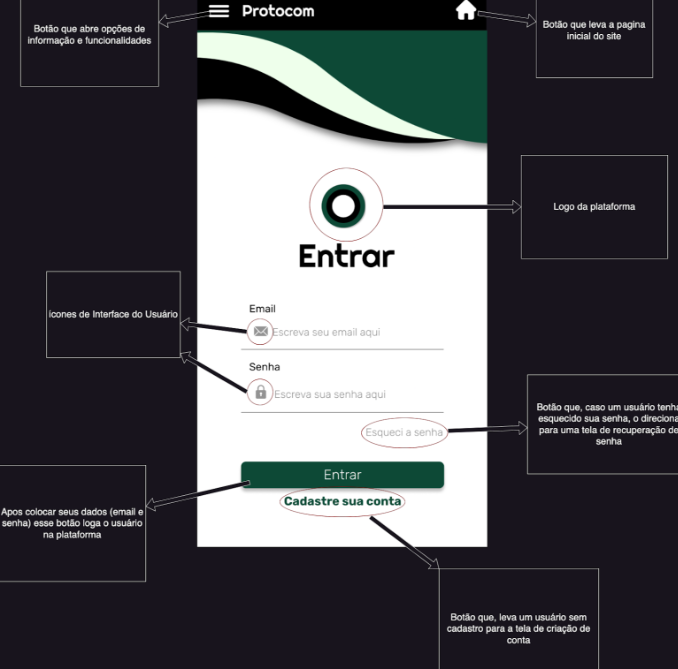 Protocom
Botão que abre opções de
informação e funcionalidades
Botão que leva a pagina
inicial do site
Logo da plataforma
Entrar
Email
Escreva seu email aqui
icones de Interface do Usuário
Senha
Escreva sua senha aqui
Esqueci a senha
Botão que, caso um usuário tenha
esquecido sua senha, o direciona
para uma tela de recuperação de
senha
Entrar
Cadastre sua conta
Apos colocar seus dados (email e
senha) esse botão loga o usuário
na plataforma
Botão que, leva um usuário sem
cadastro para a tela de criação de
conta